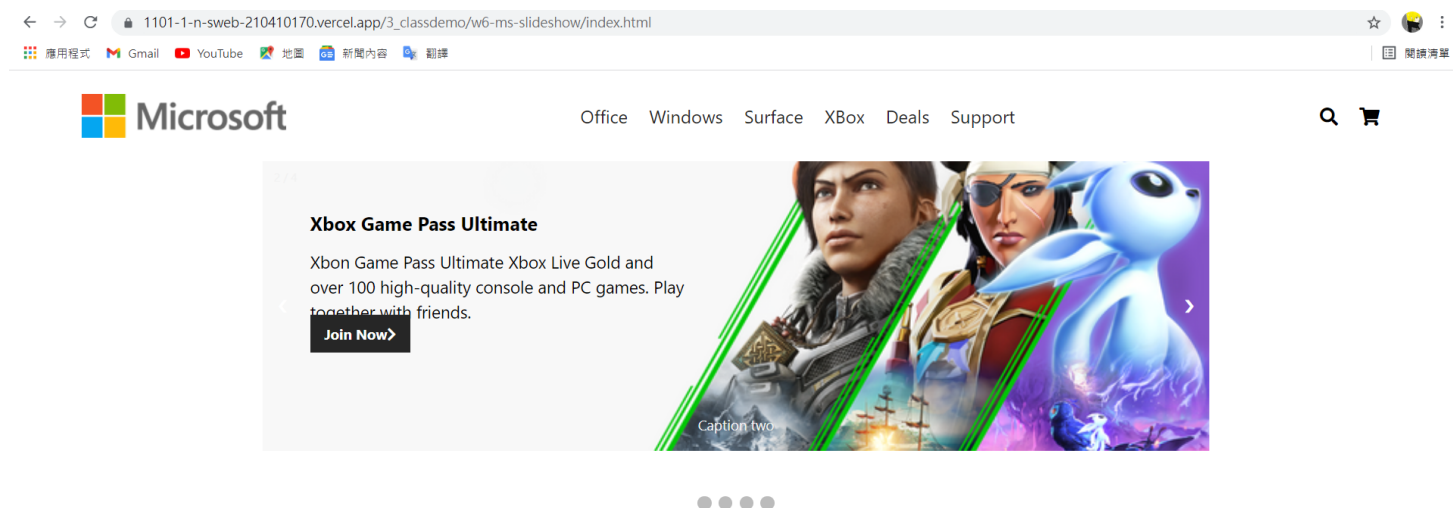 1101-1-n-sweb-210410170.vercel.app/3_classdemo/w6-ms-slideshow/index.html
應用程式 Gmail YouTube 地圖 新聞內容 翻譯 閱讀清單
Microsoft Office Windows Surface XBox Deals Support
2 / 4
Xbox Game Pass Ultimate
Xbon Game Pass Ultimate Xbox Live Gold and
over 100 high-quality console and PC games. Play
together with friends.
Join Now
Caption two